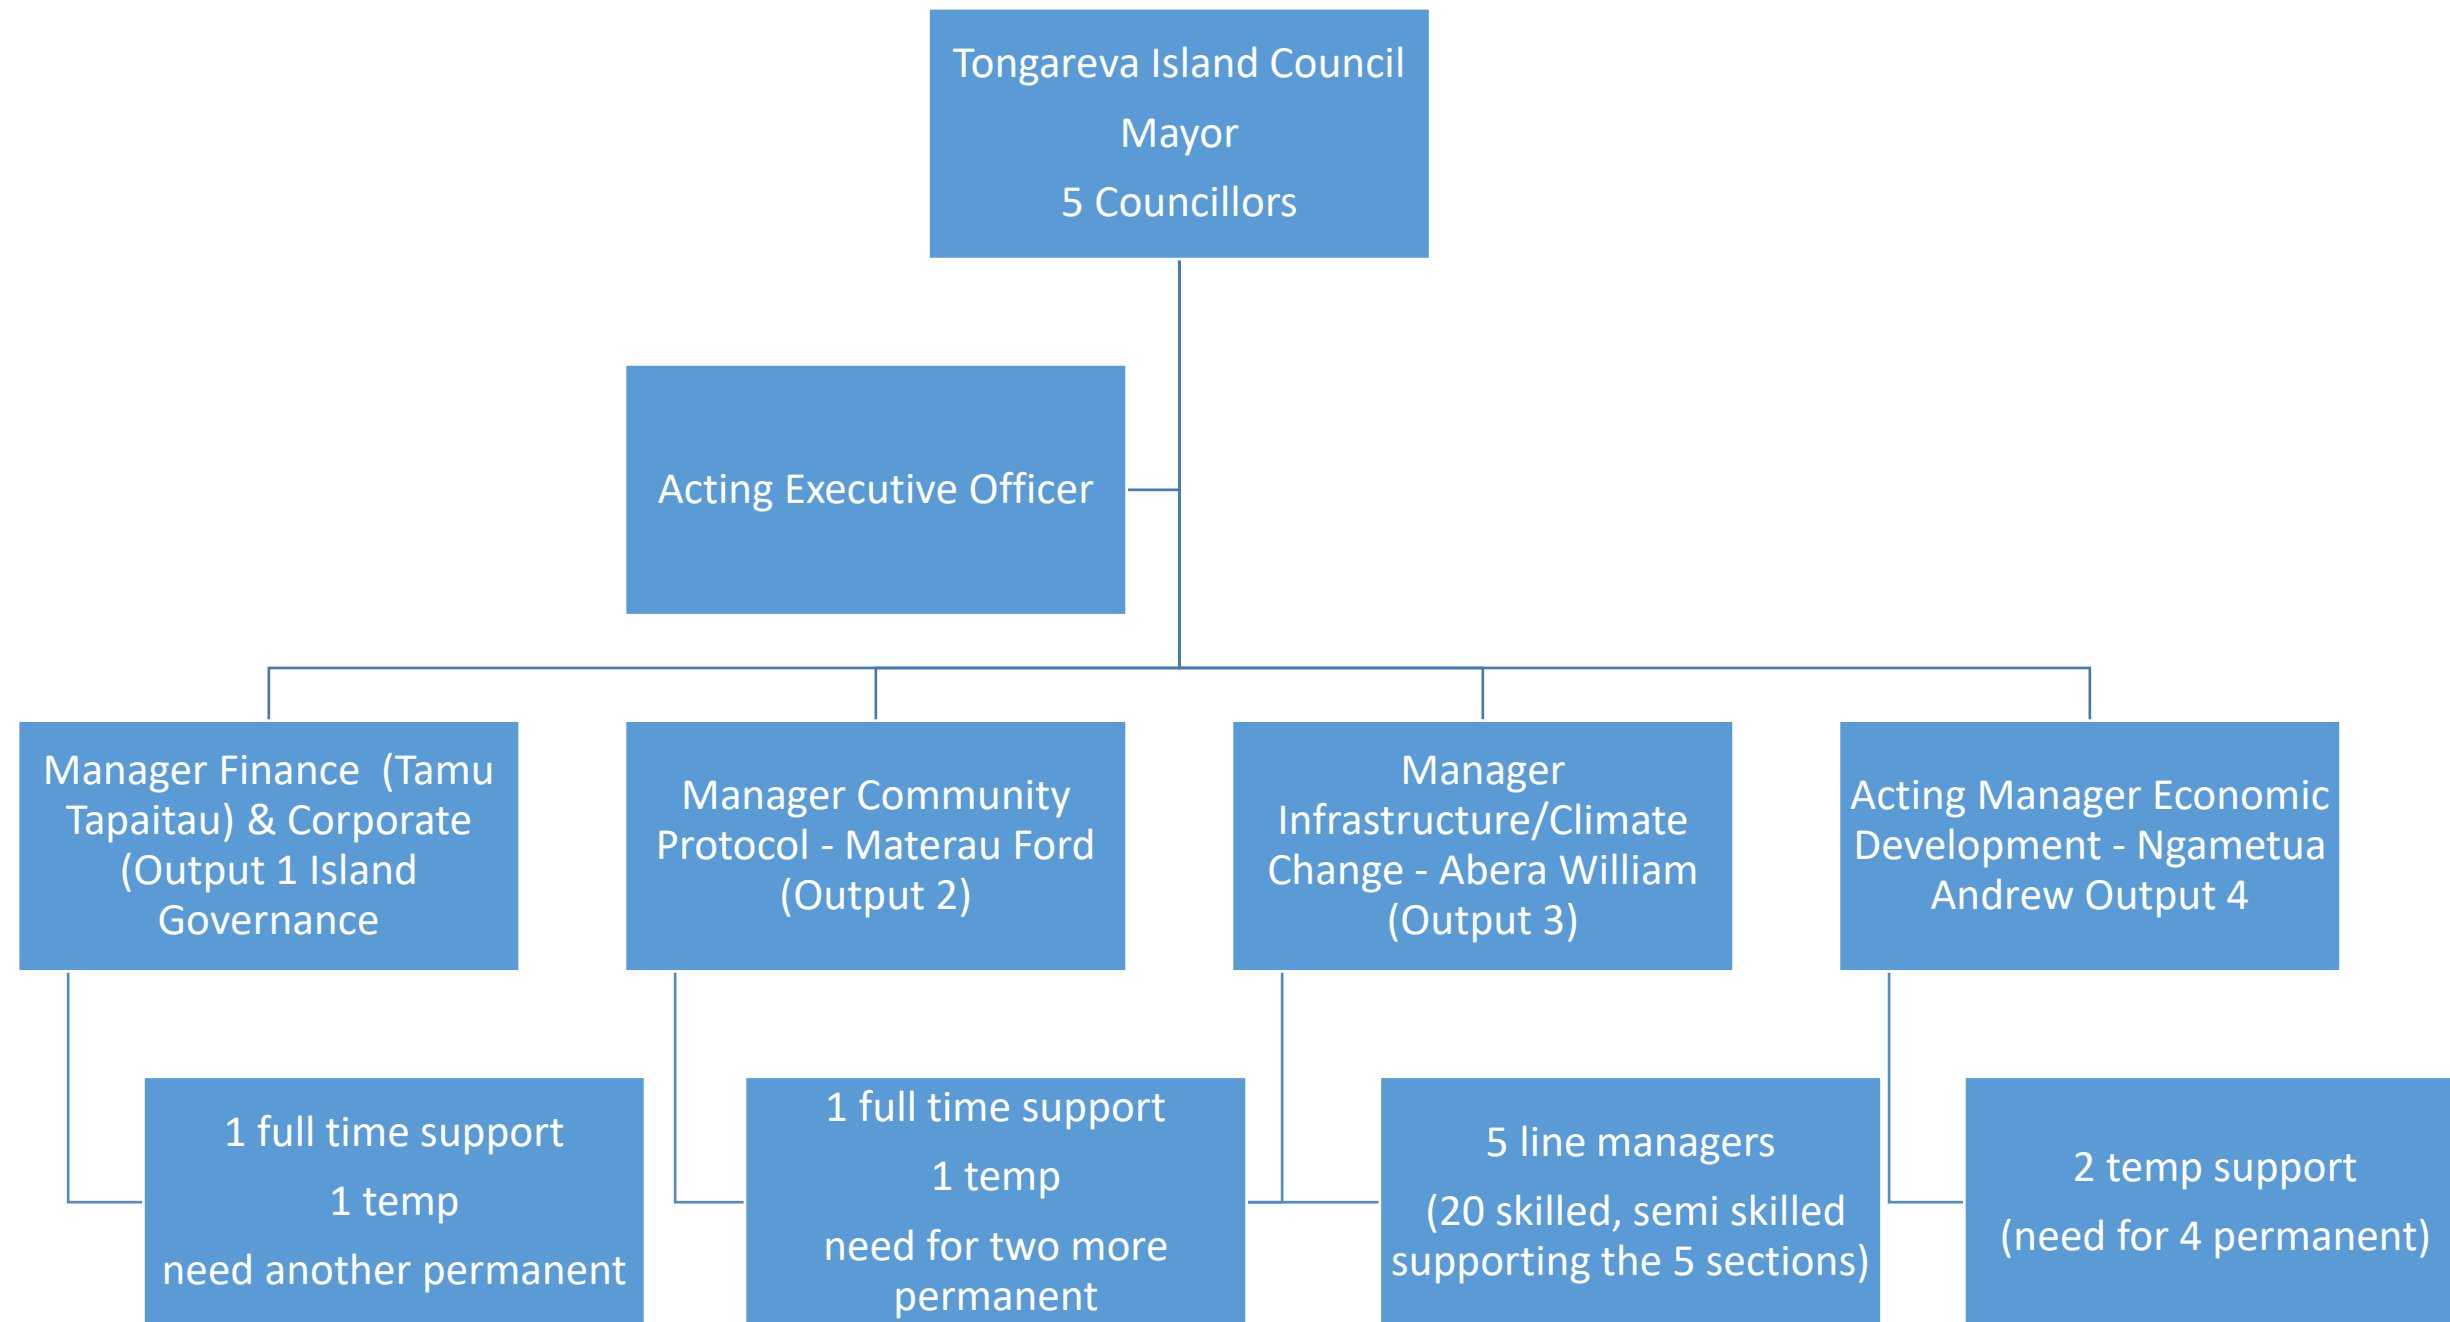 Tongareva Island Council
Mayor
5 Councillors
Acting Executive Officer
Manager Finance  (Tamu
Tapaitau) & Corporate
(Output 1 Island
Governance
Manager Community
Protocol - Materau Ford
(Output 2)
Manager
Infrastructure/Climate
Change - Abera William
(Output 3)
Acting Manager Economic
Development - Ngametua
Andrew Output 4
1 full time support
1 temp
need another permanent
1 full time support
1 temp
need for two more
permanent
5 line managers
(20 skilled, semi skilled
supporting the 5 sections)
2 temp support
(need for 4 permanent)